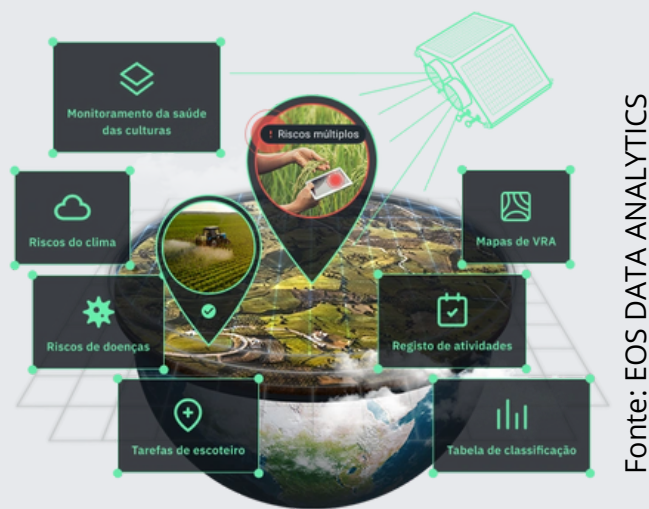 Monitoramento da saúde
das culturas
! Riscos múltiplos
Riscos do clima
Mapas de VRA
Riscos de doenças
Registo de atividades
Tarefas de escoteiro
Tabela de classificação
Fonte: EOS DATA ANALYTICS